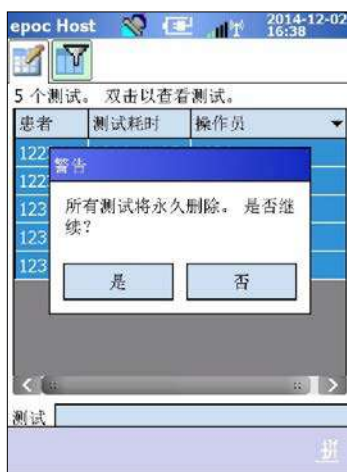 epoc Host
2014-12-02
16:38
5 个测试。 双击以查看测试。
患者 测试耗时 操作员
122
警告
122
所有测试将永久删除。 是否继
123
续?
123
是 否
123
测试
拼